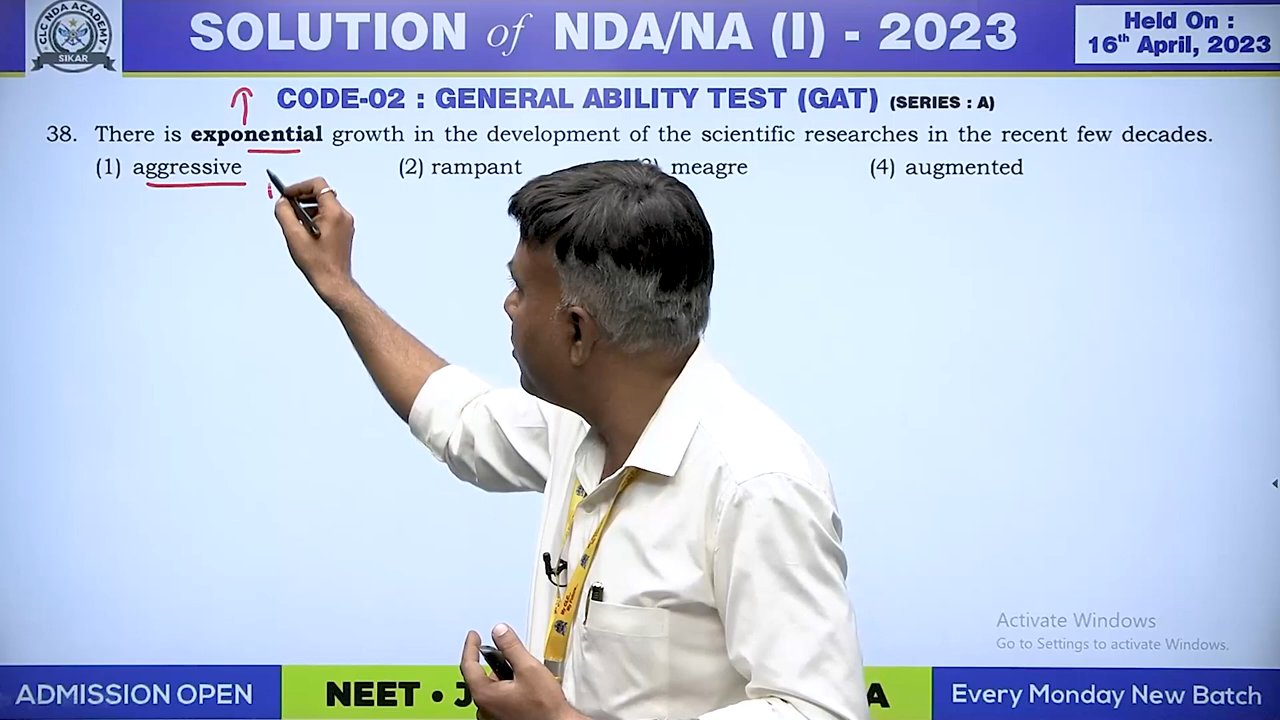 CLC NDA ACADEMY
SIKAR
SOLUTION of NDA/NA (I) - 2023
Held On :
16th April, 2023
CODE-02 : GENERAL ABILITY TEST (GAT) (SERIES : A)
38. There is exponential growth in the development of the scientific researches in the recent few decades.
(1) aggressive (2) rampant meagre (4) augmented
Activate Windows
Go to Settings to activate Windows.
ADMISSION OPEN
NEET • J A
Every Monday New Batch